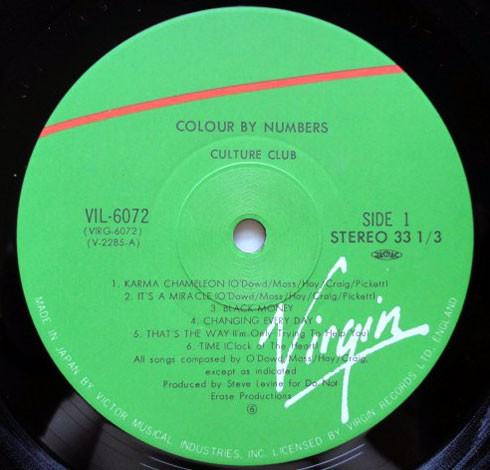 COLOUR BY NUMBERS
CULTURE CLUB
VIL-6072
(VIRG-6072)
(V-2285-A)
SIDE 1
STEREO 33 1/3
1. KARMA CHAMELEON (O'Dowd/Moss/Hay/Craig/Pickett)
2. IT'S A MIRACLE (O'Dowd/Moss/Hay/Craig/Pickett)
3. BLACK MONEY
4. CHANGING EVERY DAY
5. THAT'S THE WAY (I'm Only Trying To Help You)
6. TIME (Clock of The Heart)
All songs composed by O'Dowd/Moss/Hay/Craig,
except as indicated
Produced by Steve Levine for Do Not
Erase Productions
Virgin
MADE IN JAPAN BY VICTOR MUSICAL INDUSTRIES, INC. LICENSED BY VIRGIN RECORDS LTD. ENGLAND